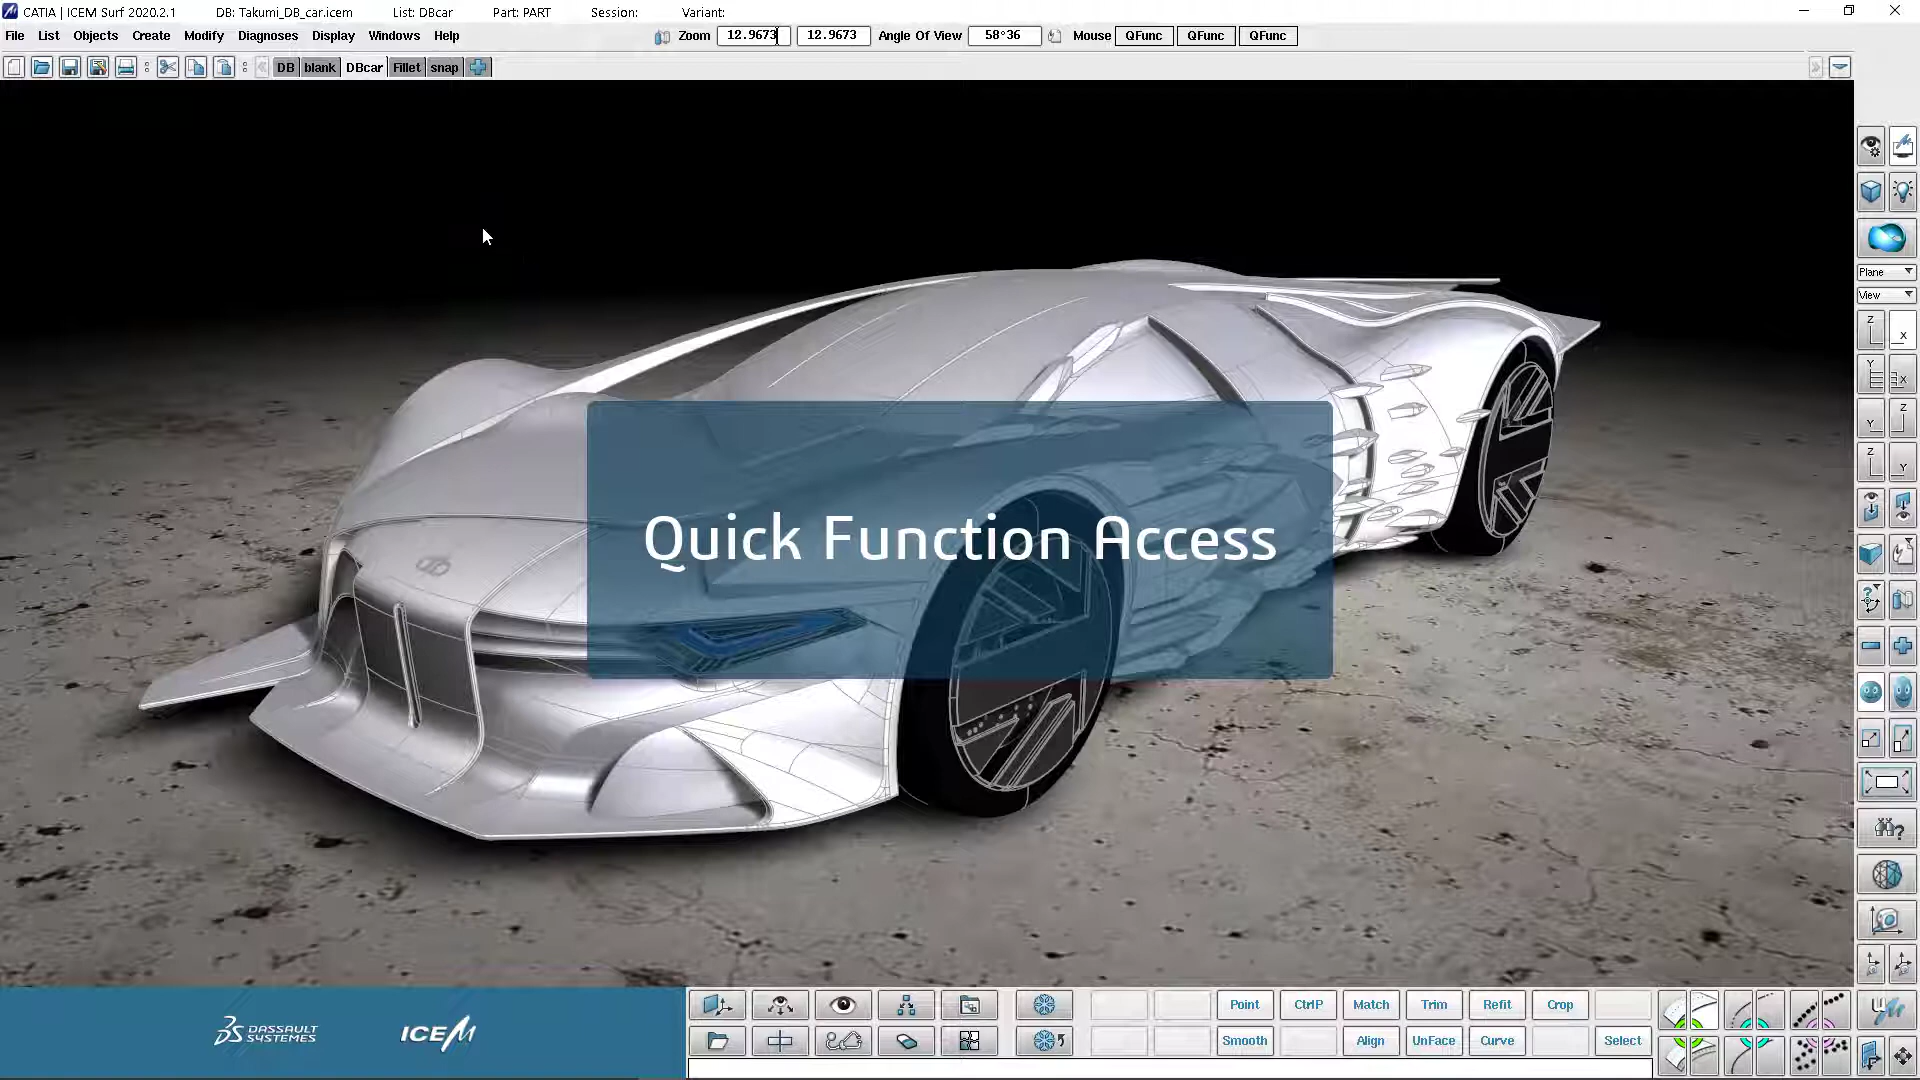 CATIA | ICEM Surf 2020.2.1 DB: Takumi_DB_car.icem List: DBcar Part: PART Session: Variant:
File List Objects Create Modify Diagnoses Display Windows Help Zoom 12.9673 12.9673 Angle Of View 58°36 Mouse QFunc QFunc QFunc
DB blank DBcar Fillet snap
Plane
View
Z X
Y X
Y Z
Z Y
Quick Function Access
DASSAULT SYSTEMES
ICEM
Point CtrlP Match Trim Refit Crop
Smooth Align UnFace Curve Select